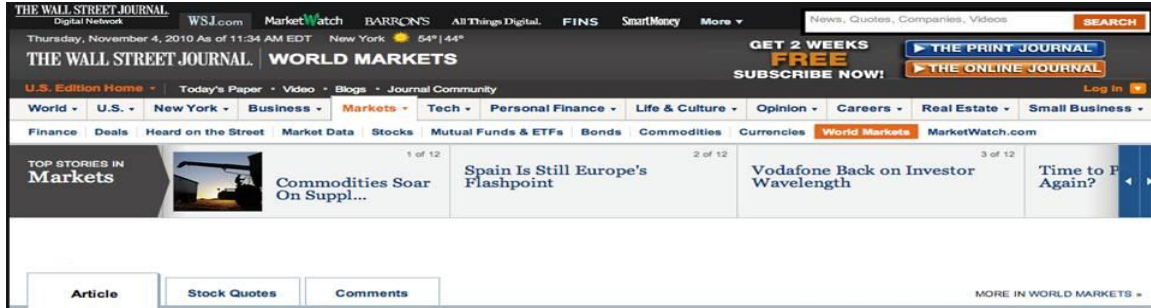 THE WALL STREET JOURNAL.
Digital Network
WSJ.com MarketWatch BARRON'S All Things Digital. FINS SmartMoney More
News, Quotes, Companies, Videos SEARCH
Thursday, November 4, 2010 As of 11:34 AM EDT New York 54° | 44°
THE WALL STREET JOURNAL. WORLD MARKETS
GET 2 WEEKS
FREE
SUBSCRIBE NOW!
THE PRINT JOURNAL
THE ONLINE JOURNAL
U.S. Edition Home Today's Paper • Video • Blogs • Journal Community Log In
World U.S. New York Business Markets Tech Personal Finance Life & Culture Opinion Careers Real Estate Small Business
Finance Deals Heard on the Street Market Data Stocks Mutual Funds & ETFs Bonds Commodities Currencies World Markets MarketWatch.com
TOP STORIES IN
Markets
1 of 12
Commodities Soar
On Suppl...
2 of 12
Spain Is Still Europe's
Flashpoint
3 of 12
Vodafone Back on Investor
Wavelength
Time to
Again?
Article Stock Quotes Comments MORE IN WORLD MARKETS »